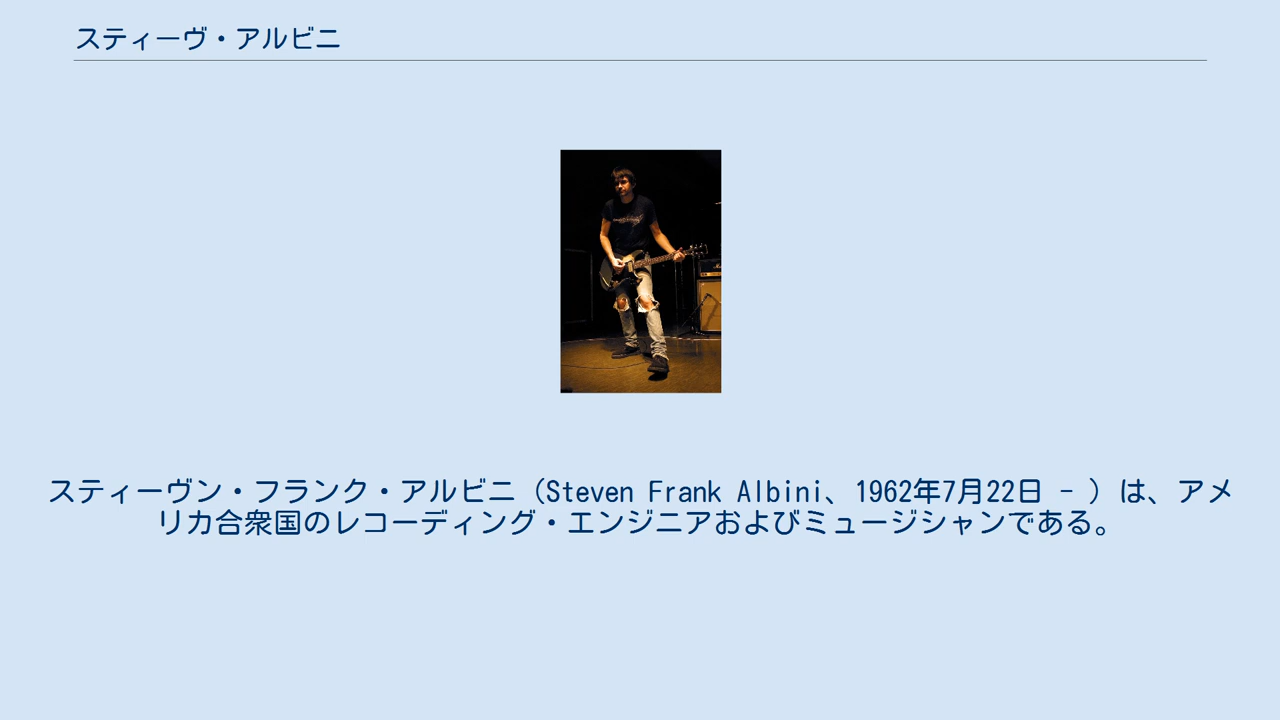 スティーヴ・アルビニ
スティーヴン・フランク・アルビニ（Steven Frank Albini、1962年7月22日 - ）は、アメ
リカ合衆国のレコーディング・エンジニアおよびミュージシャンである。